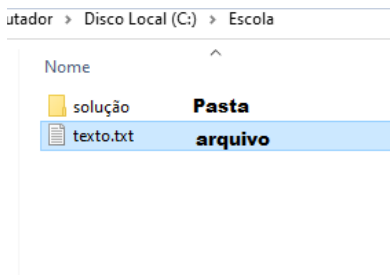 utador > Disco Local (C:) > Escola
Nome
solução Pasta
texto.txt arquivo